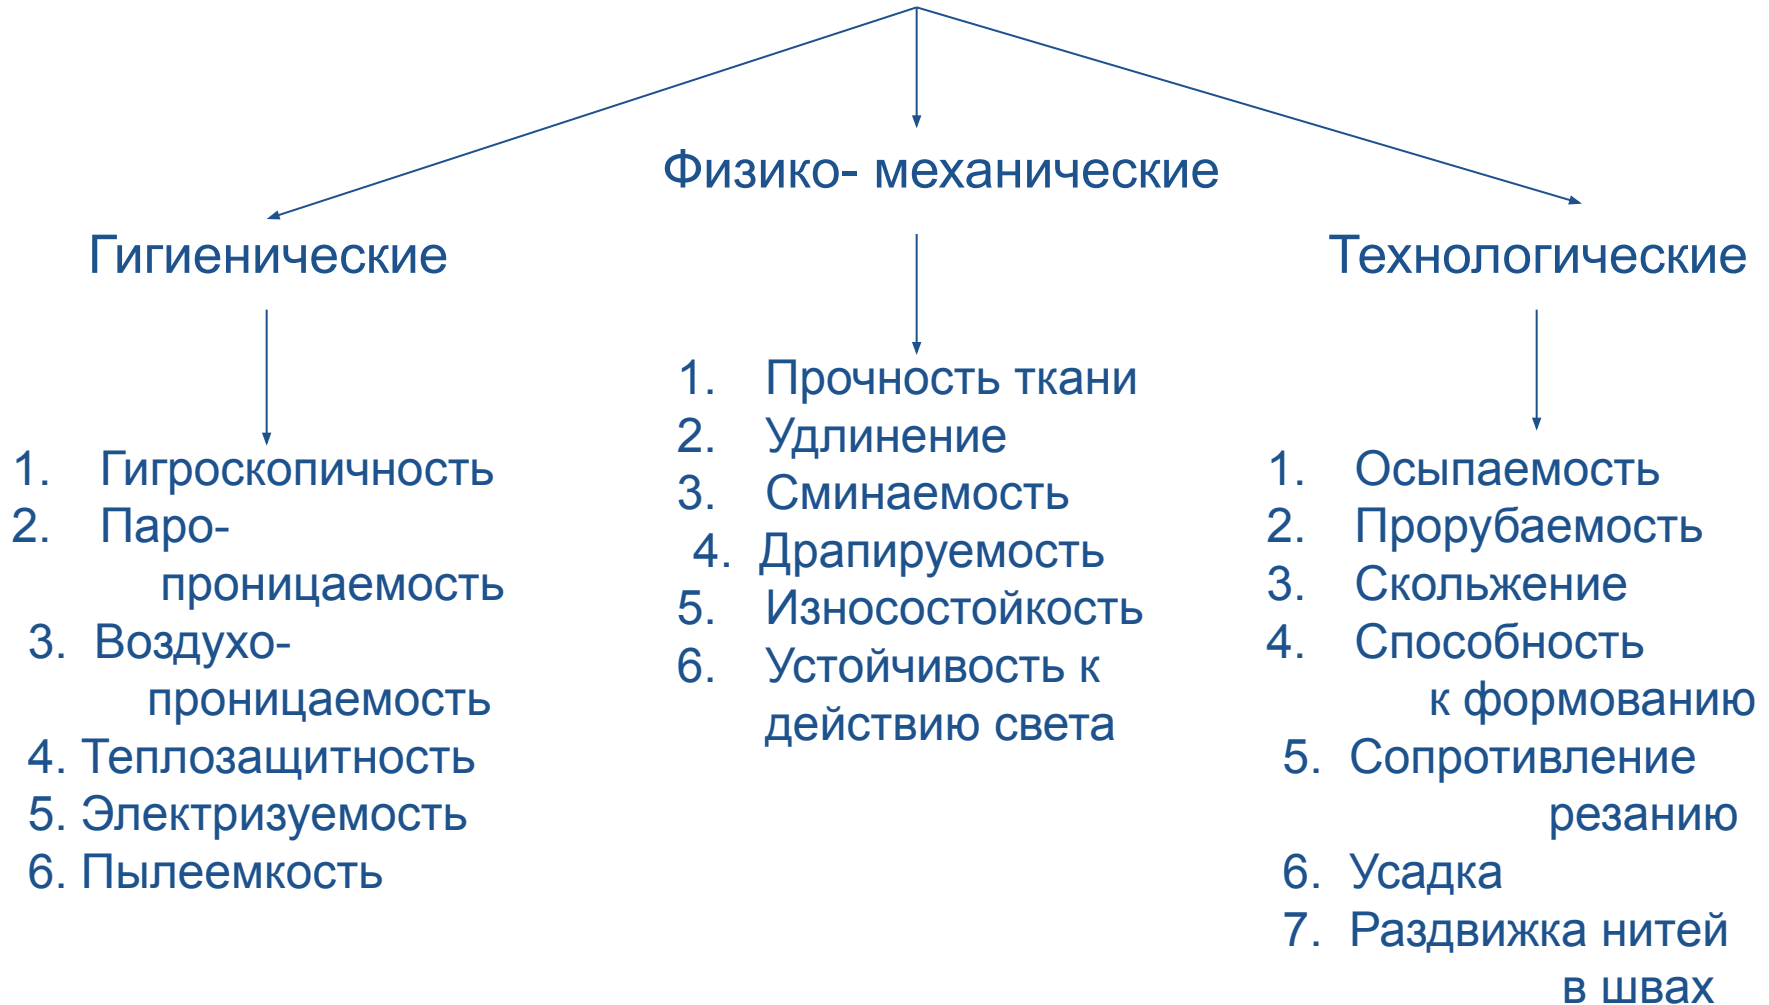 Физико- механические
Гигиенические
Технологические
1. Гигроскопичность
2. Паро-
проницаемость
3. Воздухо-
проницаемость
4. Теплозащитность
5. Электризуемость
6. Пылеемкость
1. Прочность ткани
2. Удлинение
3. Сминаемость
4. Драпируемость
5. Износостойкость
6. Устойчивость к
действию света
1. Осыпаемость
2. Прорубаемость
3. Скольжение
4. Способность
к формованию
5. Сопротивление
резанию
6. Усадка
7. Раздвижка нитей
в швах